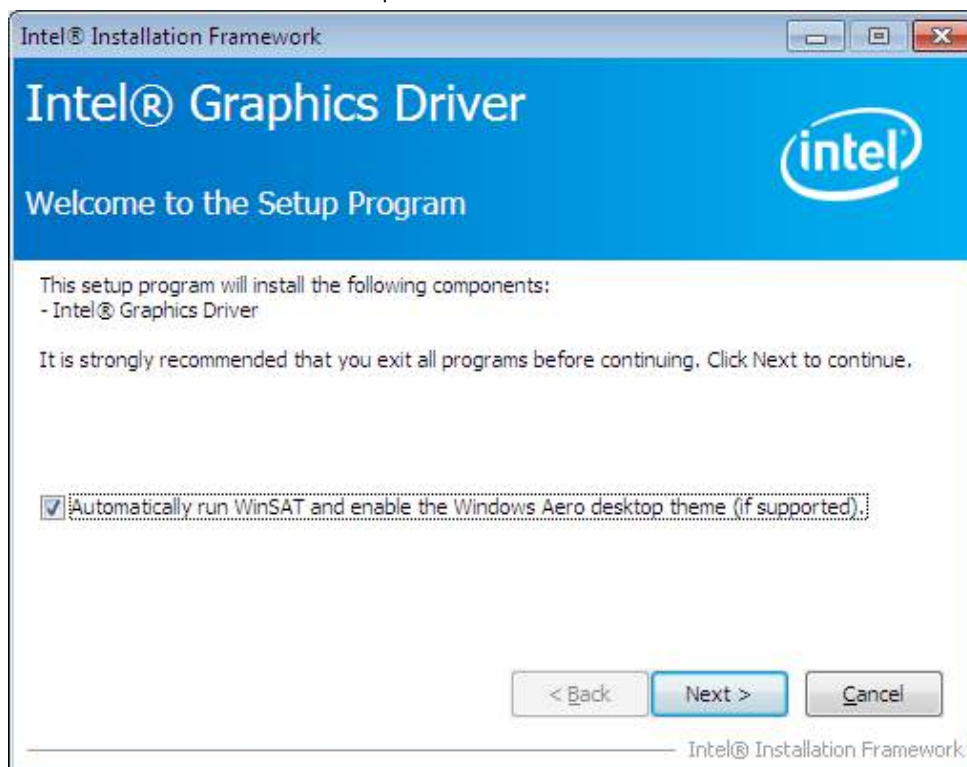 Intel® Installation Framework
Intel® Graphics Driver
intel
Welcome to the Setup Program
This setup program will install the following components:
- Intel® Graphics Driver
It is strongly recommended that you exit all programs before continuing. Click Next to continue.
Automatically run WinSAT and enable the Windows Aero desktop theme (if supported).
< Back Next > Cancel
Intel® Installation Framework